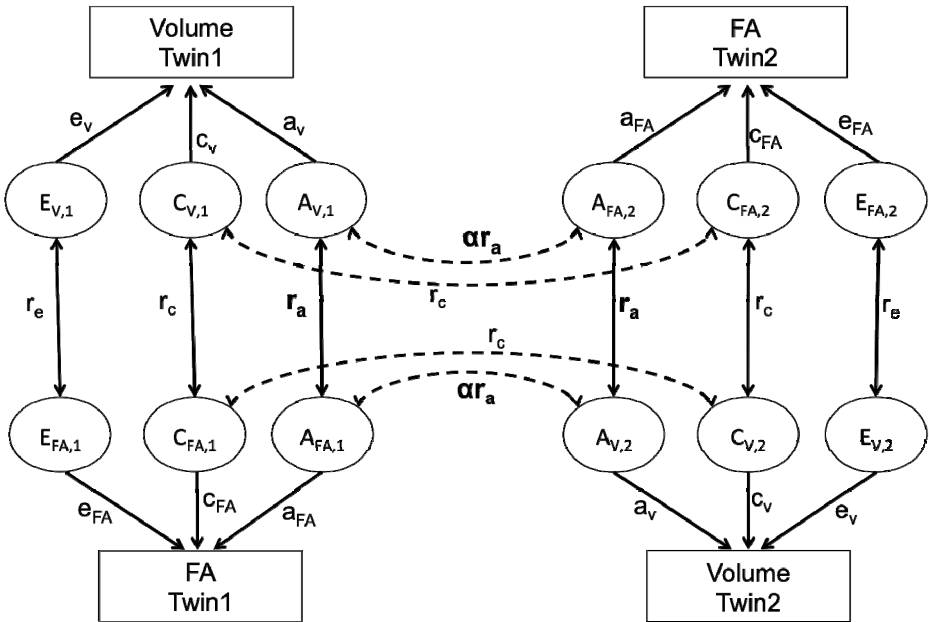 Volume
Twin1
FA
Twin2
e_v
c_v
a_v
a_FA
c_FA
e_FA
E_V,1
C_V,1
A_V,1
A_FA,2
C_FA,2
E_FA,2
αr_a
r_c
r_e
r_c
r_a
r_a
r_c
r_e
r_c
αr_a
E_FA,1
C_FA,1
A_FA,1
A_V,2
C_V,2
E_V,2
e_FA
c_FA
a_FA
a_v
c_v
e_v
FA
Twin1
Volume
Twin2